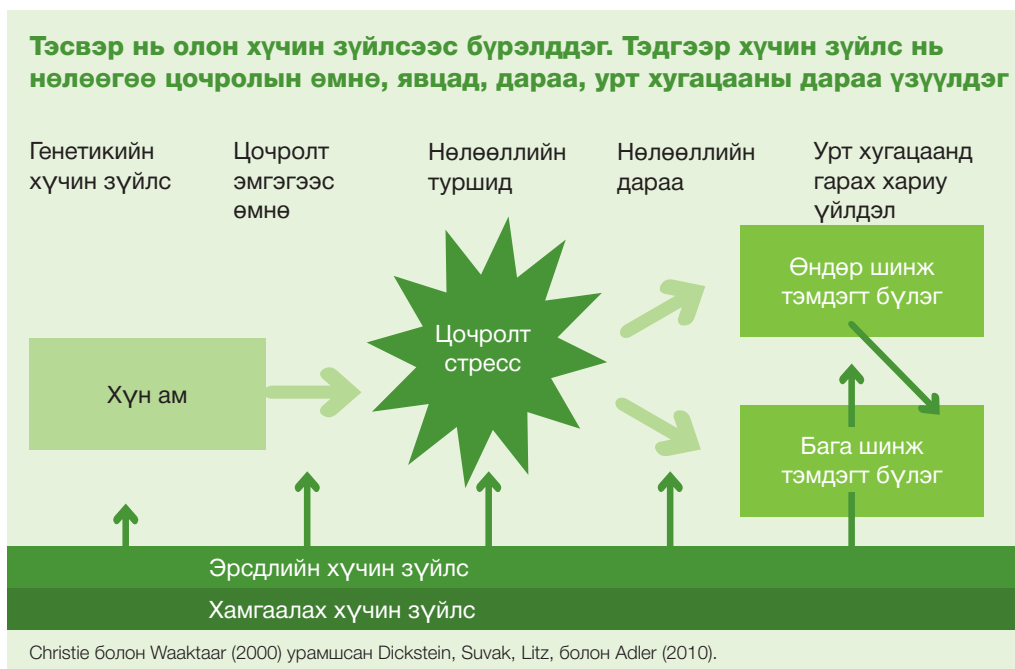 Тэсвэр нь олон хүчин зүйлсээс бүрэлддэг. Тэдгээр хүчин зүйлс нь
нөлөөгөө цочролын өмнө, явцад, дараа, урт хугацааны дараа үзүүлдэг
Генетикийн
хүчин зүйлс
Цочролт
эмгэгээс
өмнө
Нөлөөллийн
туршид
Нөлөөллийн
дараа
Урт хугацаанд
гарах хариу
үйлдэл
Хүн ам
Цочролт
стресс
Өндөр шинж
тэмдэгт бүлэг
Бага шинж
тэмдэгт бүлэг
Эрсдлийн хүчин зүйлс
Хамгаалах хүчин зүйлс
Christie болон Waaktaar (2000) урамшсан Dickstein, Suvak, Litz, болон Adler (2010).